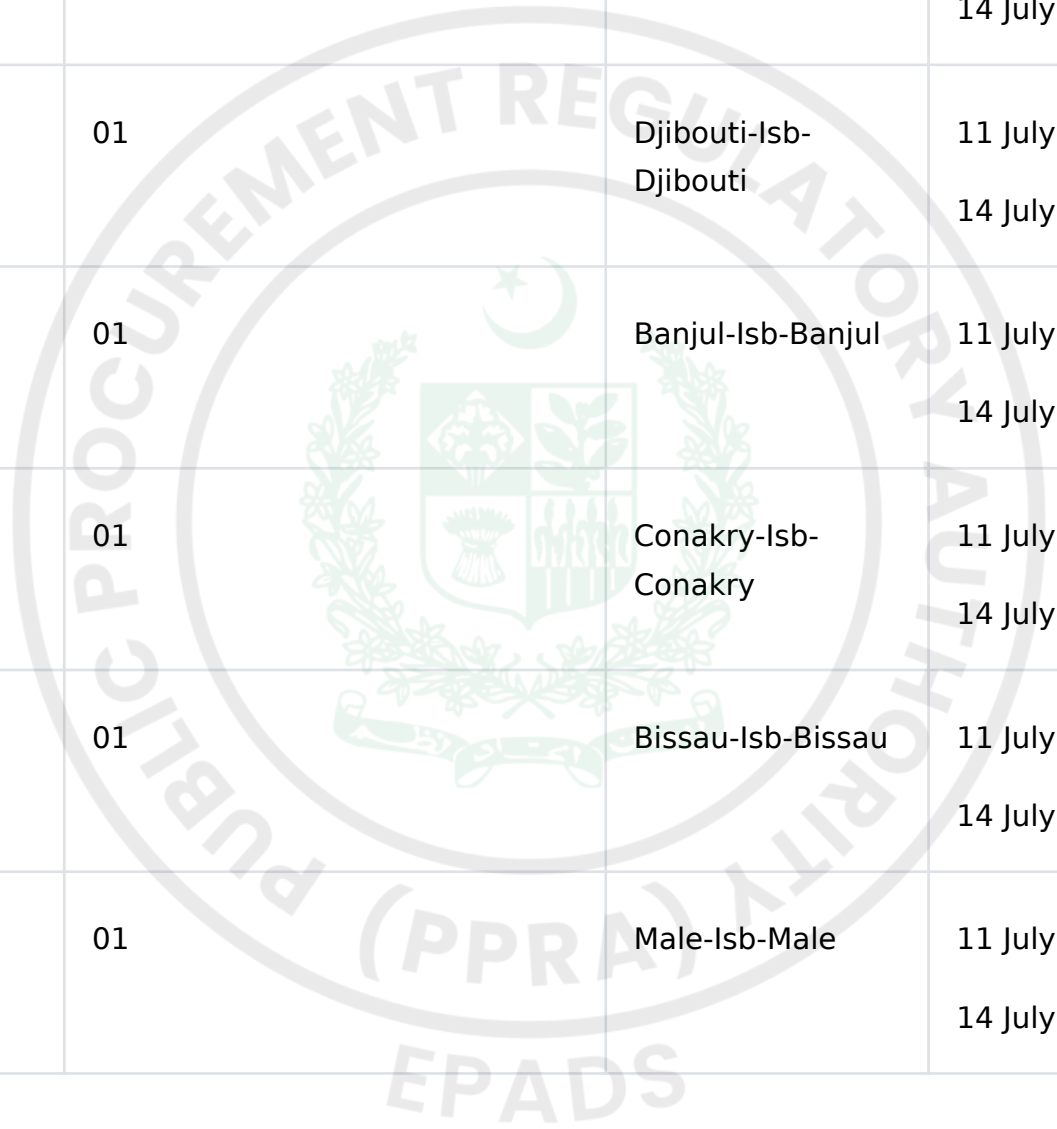 14 July
01 Djibouti-Isb- 11 July
Djibouti
14 July
01 Banjul-Isb-Banjul 11 July
14 July
01 Conakry-Isb- 11 July
Conakry
14 July
01 Bissau-Isb-Bissau 11 July
14 July
01 Male-Isb-Male 11 July
14 July
PUBLIC PROCUREMENT REGULATORY AUTHORITY
(PPRA)
EPADS